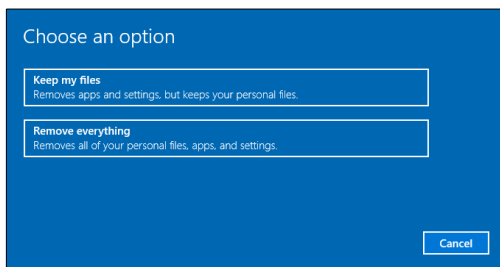 Choose an option
Keep my files
Removes apps and settings, but keeps your personal files.
Remove everything
Removes all of your personal files, apps, and settings.
Cancel